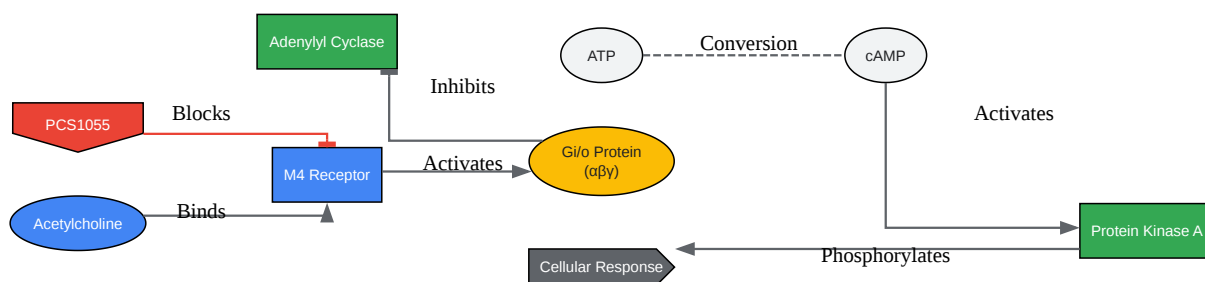 Adenylyl Cyclase
ATP
Conversion
cAMP
Inhibits
PCS1055
Blocks
Activates
Gi/o Protein
(αβγ)
M4 Receptor
Activates
Acetylcholine
Binds
Protein Kinase A
Cellular Response
Phosphorylates